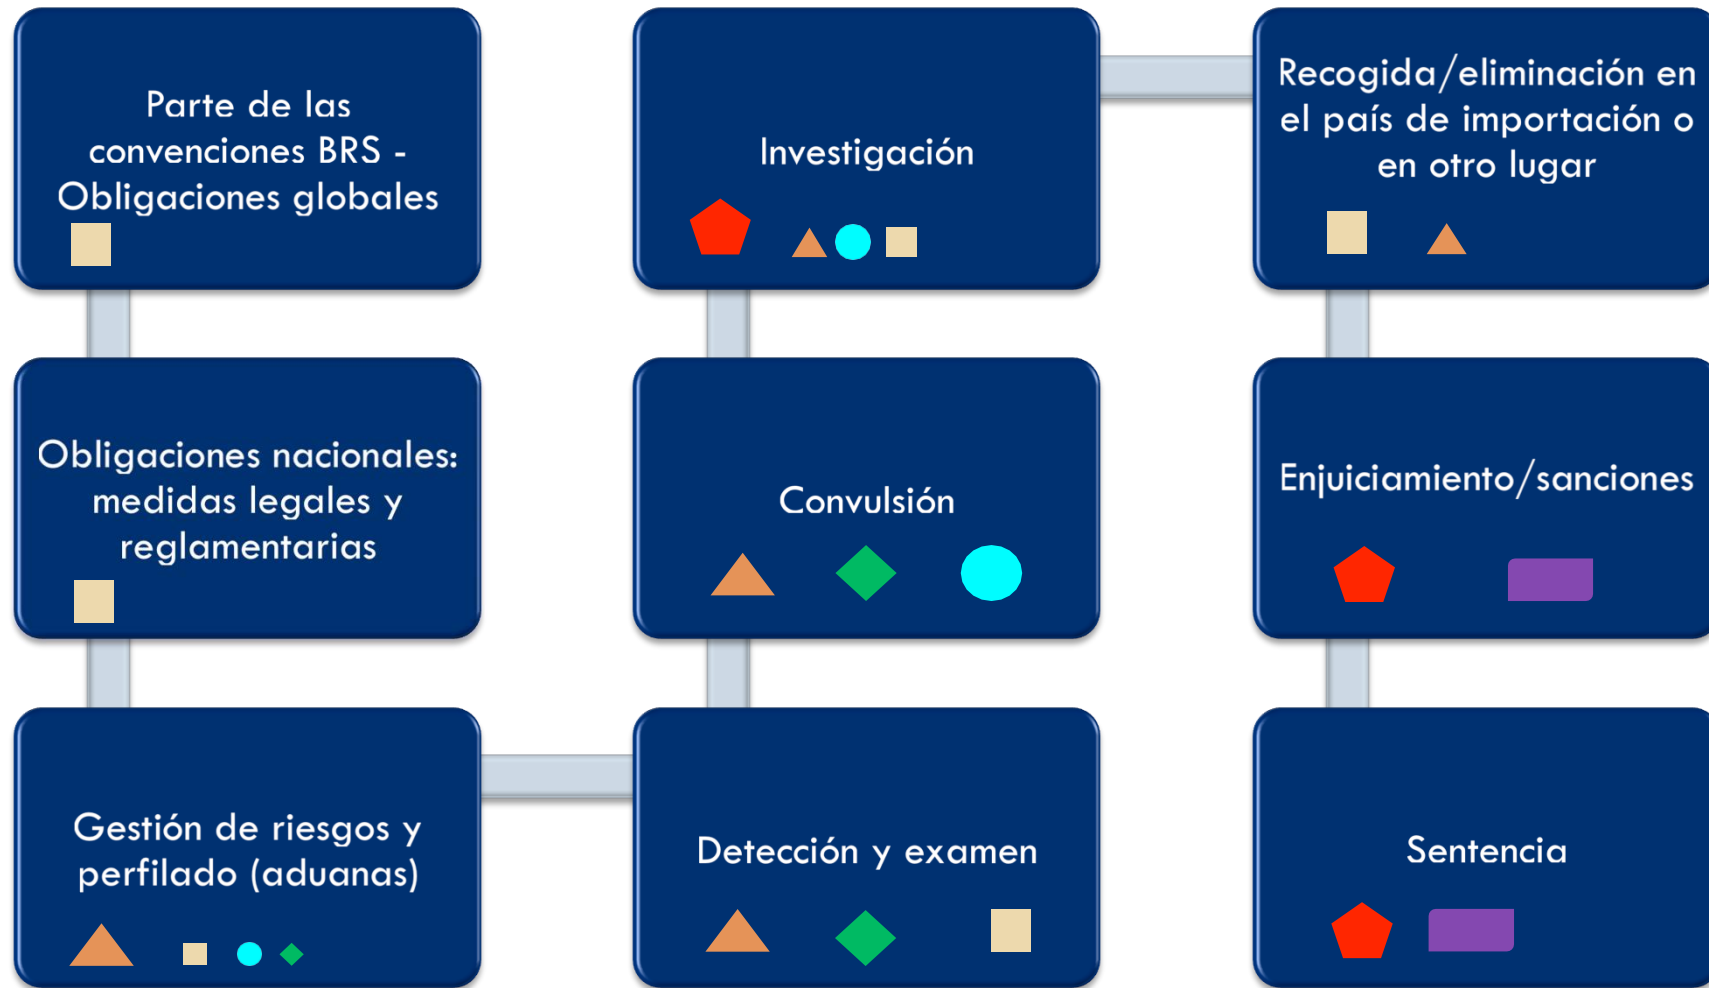 Parte de las
convenciones BRS -
Obligaciones globales
Obligaciones nacionales:
medidas legales y
reglamentarias
Gestión de riesgos y
perfilado (aduanas)
Detección y examen
Convulsión
Investigación
Recogida/eliminación en
el país de importación o
en otro lugar
Enjuiciamiento/sanciones
Sentencia